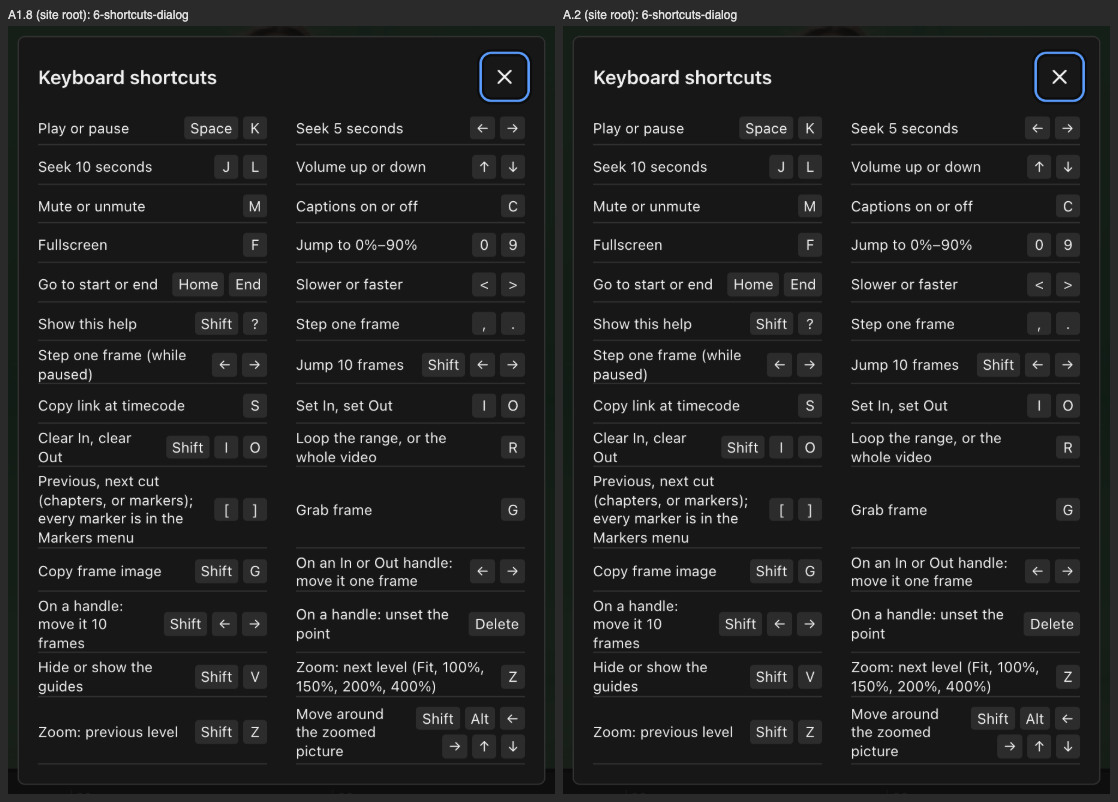 A1.8 (site root): 6-shortcuts-dialog
Keyboard shortcuts
Play or pause Space K
Seek 5 seconds ← →
Seek 10 seconds J L
Volume up or down ↑ ↓
Mute or unmute M
Captions on or off C
Fullscreen F
Jump to 0%–90% 0 9
Go to start or end Home End
Slower or faster < >
Show this help Shift ?
Step one frame , .
Step one frame (while
paused) ← →
Jump 10 frames Shift ← →
Copy link at timecode S
Set In, set Out I O
Clear In, clear
Out Shift I O
Loop the range, or the
whole video R
Previous, next cut
(chapters, or markers);
every marker is in the
Markers menu [ ]
Grab frame G
Copy frame image Shift G
On an In or Out handle:
move it one frame ← →
On a handle:
move it 10
frames Shift ← →
On a handle: unset the
point Delete
Hide or show the
guides Shift V
Zoom: next level (Fit, 100%,
150%, 200%, 400%) Z
Zoom: previous level Shift Z
Move around
the zoomed
picture Shift Alt ←
→ ↑ ↓
A.2 (site root): 6-shortcuts-dialog
Keyboard shortcuts
Play or pause Space K
Seek 5 seconds ← →
Seek 10 seconds J L
Volume up or down ↑ ↓
Mute or unmute M
Captions on or off C
Fullscreen F
Jump to 0%–90% 0 9
Go to start or end Home End
Slower or faster < >
Show this help Shift ?
Step one frame , .
Step one frame (while
paused) ← →
Jump 10 frames Shift ← →
Copy link at timecode S
Set In, set Out I O
Clear In, clear
Out Shift I O
Loop the range, or the
whole video R
Previous, next cut
(chapters, or markers);
every marker is in the
Markers menu [ ]
Grab frame G
Copy frame image Shift G
On an In or Out handle:
move it one frame ← →
On a handle:
move it 10
frames Shift ← →
On a handle: unset the
point Delete
Hide or show the
guides Shift V
Zoom: next level (Fit, 100%,
150%, 200%, 400%) Z
Zoom: previous level Shift Z
Move around
the zoomed
picture Shift Alt ←
→ ↑ ↓